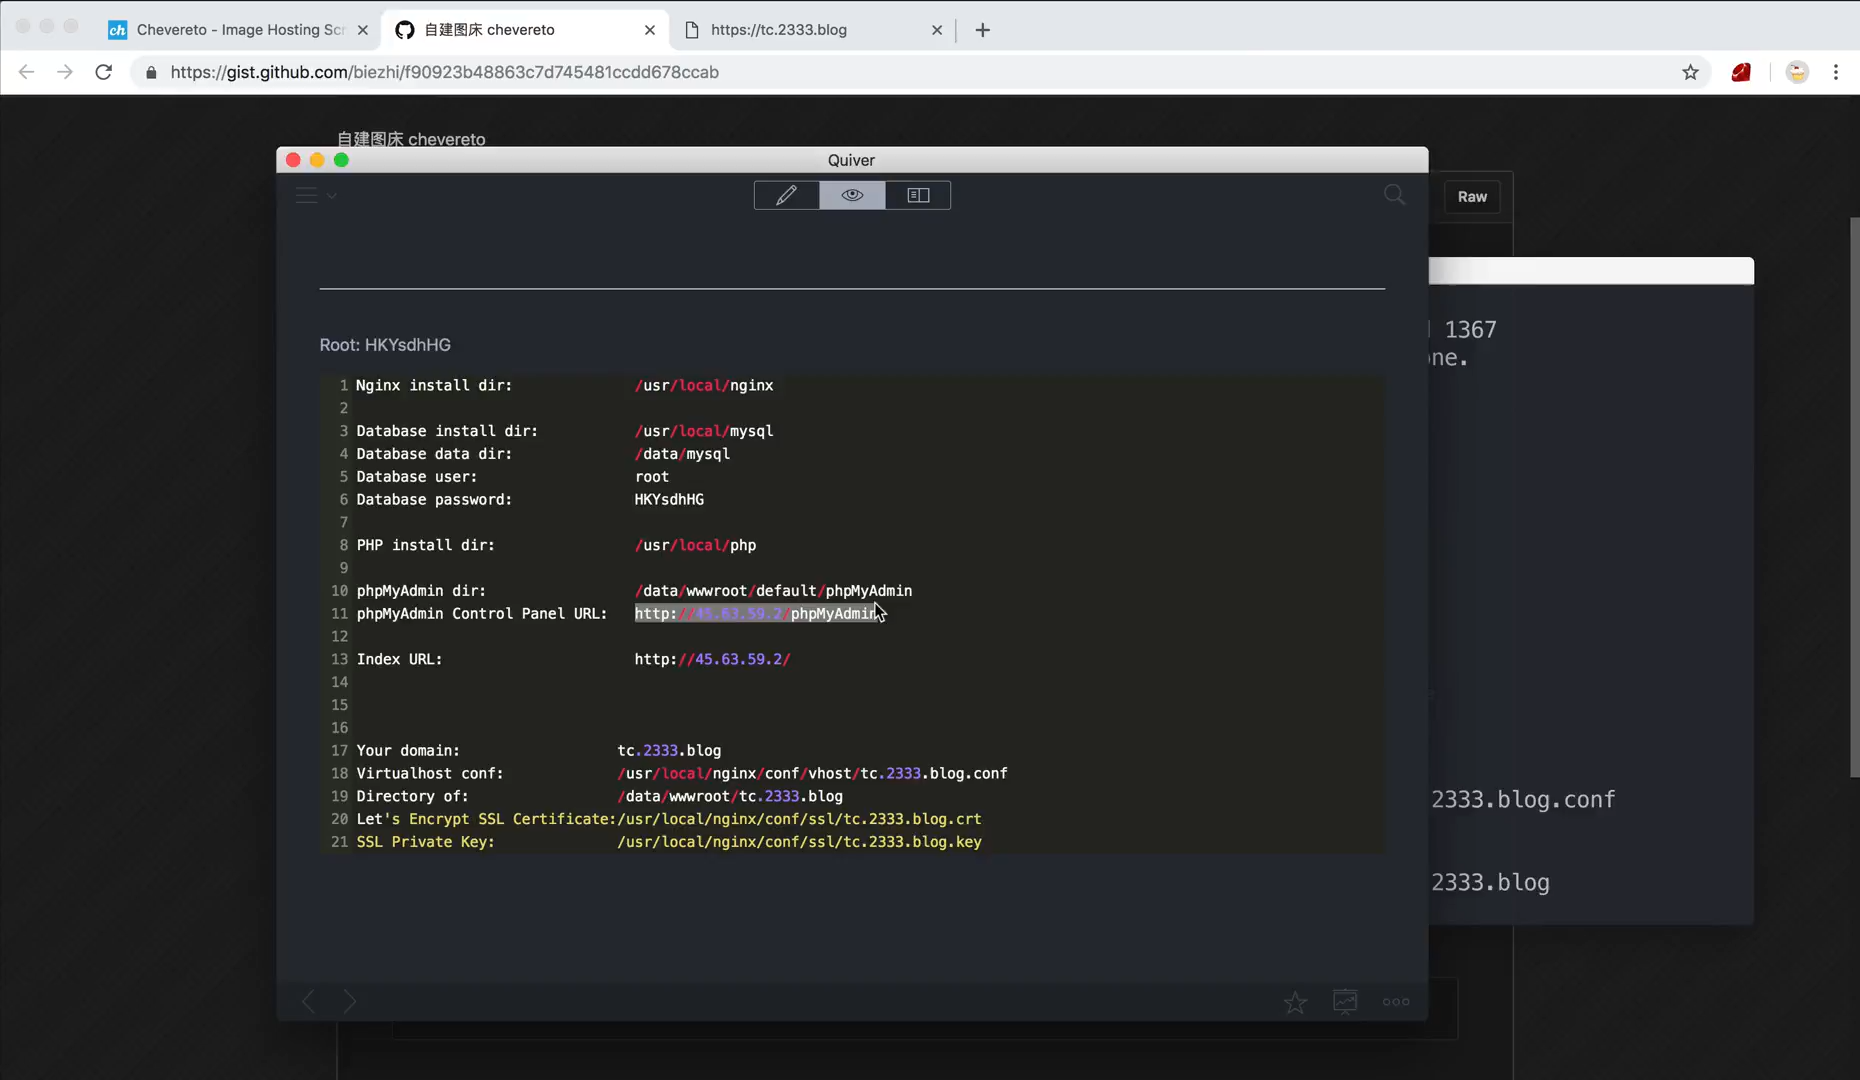 Chevereto - Image Hosting Scr
自建图床 chevereto
https://tc.2333.blog
https://gist.github.com/biezhi/f90923b48863c7d745481ccdd678ccab
自建图床 chevereto
Quiver
Raw
1367
one.
Root: HKYsdhHG
1 Nginx install dir: /usr/local/nginx
2
3 Database install dir: /usr/local/mysql
4 Database data dir: /data/mysql
5 Database user: root
6 Database password: HKYsdhHG
7
8 PHP install dir: /usr/local/php
9
10 phpMyAdmin dir: /data/wwwroot/default/phpMyAdmin
11 phpMyAdmin Control Panel URL: http://45.63.59.2/phpMyAdmin
12
13 Index URL: http://45.63.59.2/
14
15
16
17 Your domain: tc.2333.blog
18 Virtualhost conf: /usr/local/nginx/conf/vhost/tc.2333.blog.conf
19 Directory of: /data/wwwroot/tc.2333.blog
20 Let's Encrypt SSL Certificate:/usr/local/nginx/conf/ssl/tc.2333.blog.crt
21 SSL Private Key: /usr/local/nginx/conf/ssl/tc.2333.blog.key
2333.blog.conf
2333.blog